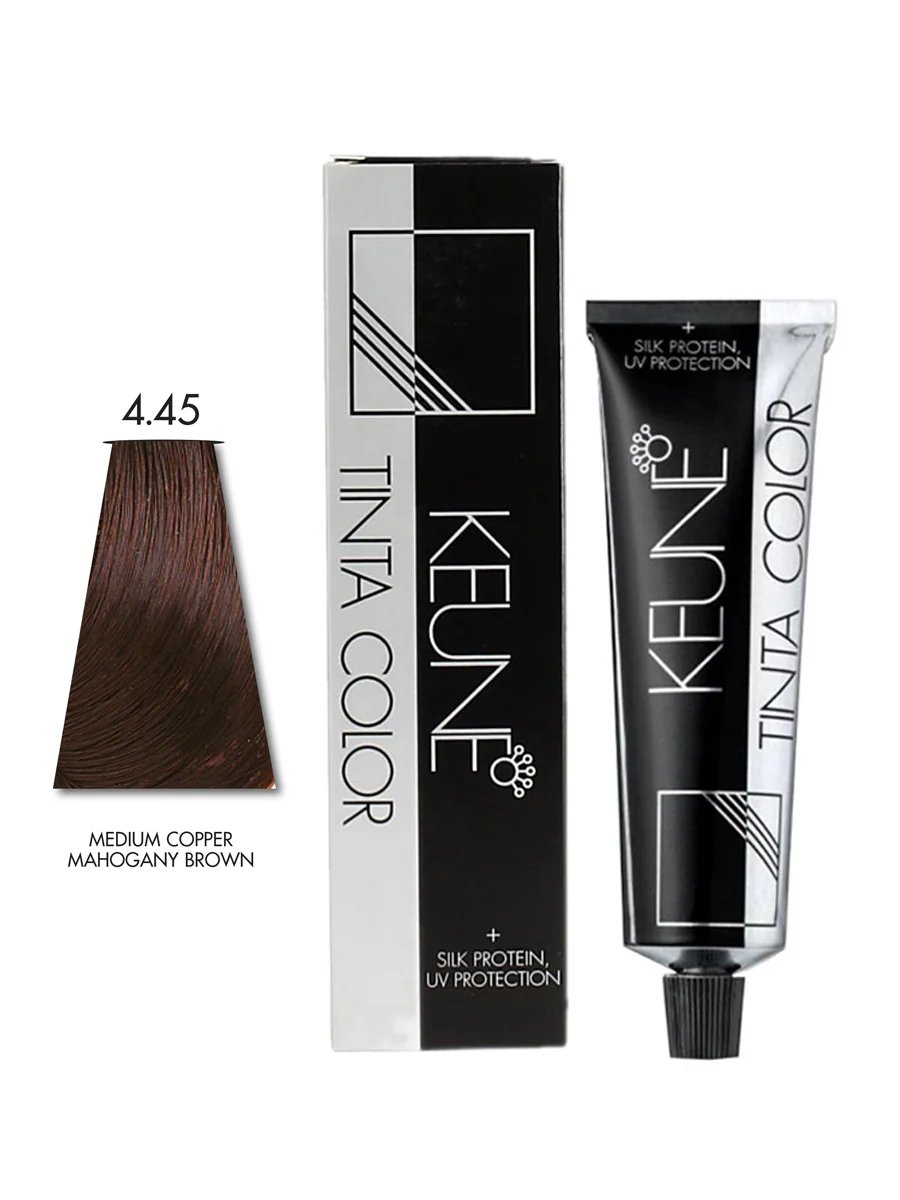 4.45
MEDIUM COPPER
MAHOGANY BROWN
TINTA COLOR
KEUNE
+
SILK PROTEIN,
UV PROTECTION
+
SILK PROTEIN,
UV PROTECTION
KEUNE
TINTA COLOR